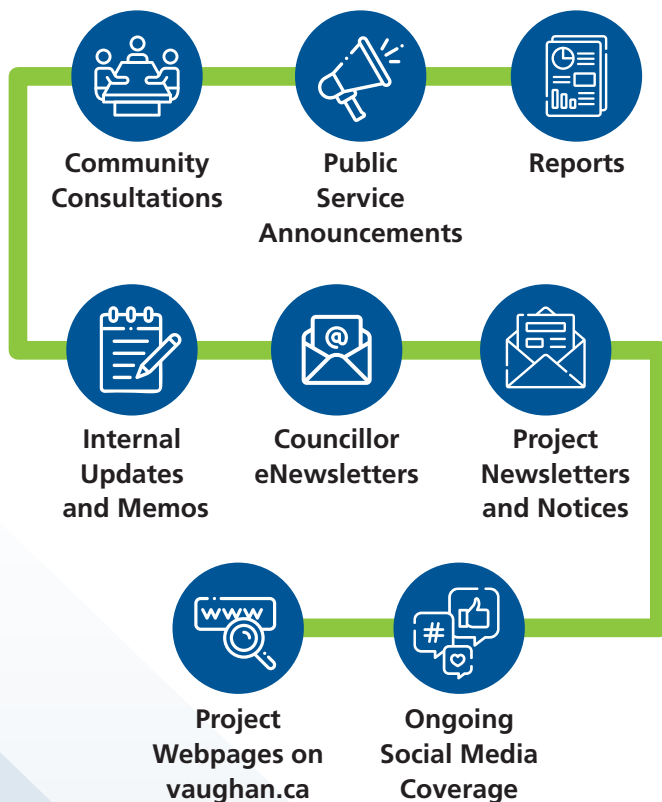 Community
Consultations
Public
Service
Announcements
Reports
@
Internal
Updates
and Memos
Councillor
eNewsletters
Project
Newsletters
and Notices
www
#
Project
Webpages on
vaughan.ca
Ongoing
Social Media
Coverage